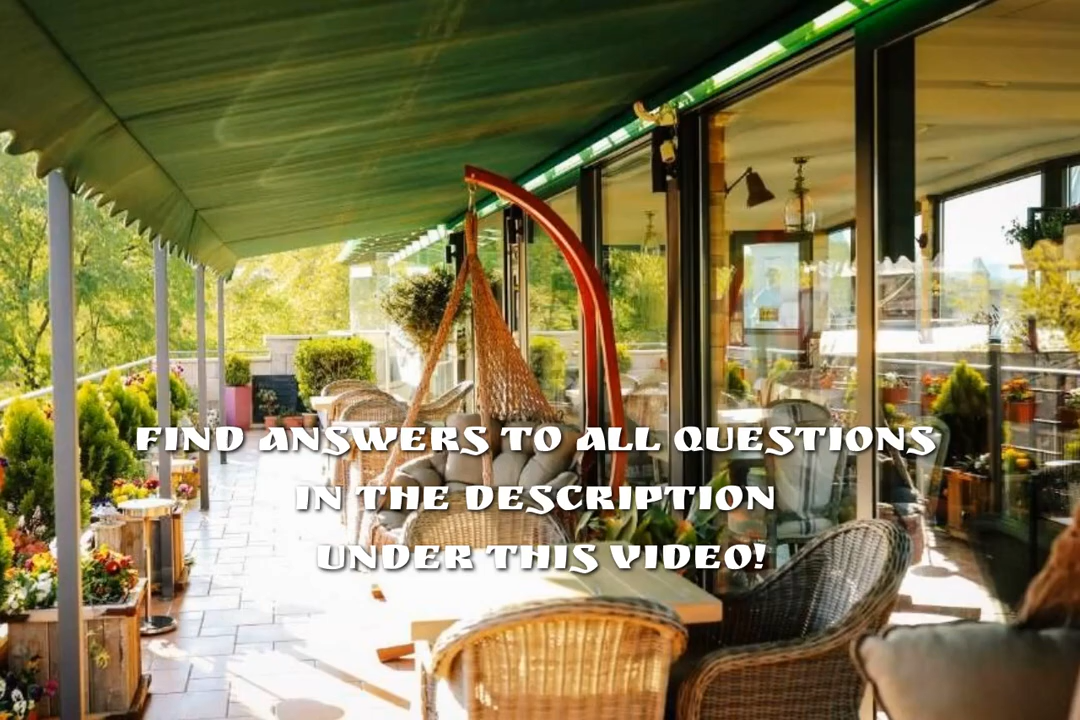 FIND ANSWERS TO ALL QUESTIONS
IN THE DESCRIPTION
UNDER THIS VIDEO!